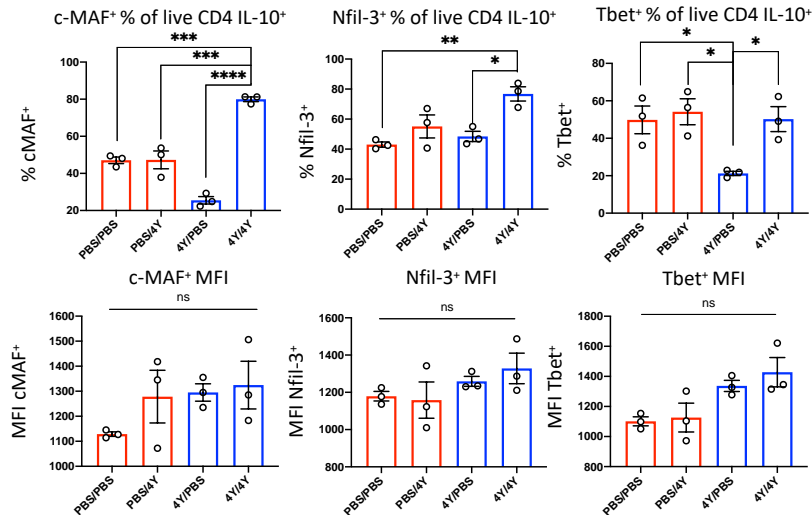 c-MAF⁺ % of live CD4 IL-10⁺
***
***
****
% cMAF⁺
100
80
60
40
20
PBS/PBS
PBS/4Y
4Y/PBS
4Y/4Y
Nfil-3⁺ % of live CD4 IL-10⁺
**
*
% Nfil-3⁺
100
80
60
40
20
0
PBS/PBS
PBS/4Y
4Y/PBS
4Y/4Y
Tbet⁺ % of live CD4 IL-10⁺
*
*
*
% Tbet⁺
100
80
60
40
20
0
PBS/PBS
PBS/4Y
4Y/PBS
4Y/4Y
c-MAF⁺ MFI
ns
MFI cMAF⁺
1600
1500
1400
1300
1200
1100
1000
PBS/PBS
PBS/4Y
4Y/PBS
4Y/4Y
Nfil-3⁺ MFI
ns
MFI Nfil-3⁺
1600
1400
1200
1000
800
PBS/PBS
PBS/4Y
4Y/PBS
4Y/4Y
Tbet⁺ MFI
ns
MFI Tbet⁺
1800
1600
1400
1200
1000
800
PBS/PBS
PBS/4Y
4Y/PBS
4Y/4Y